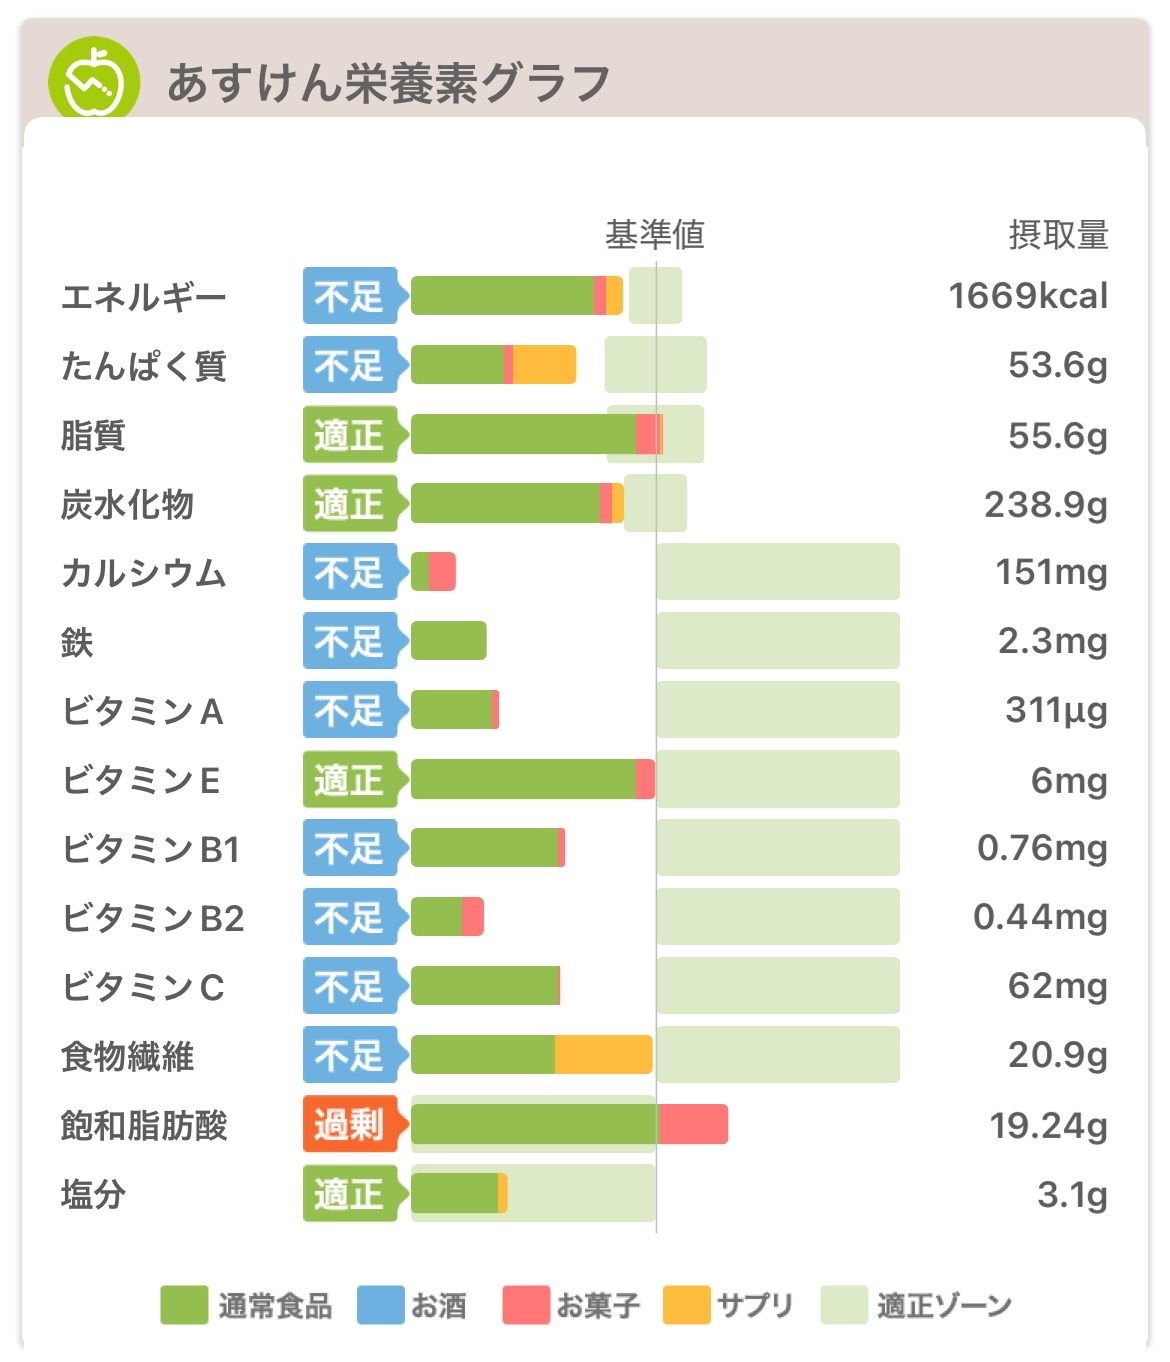 あすけん栄養素グラフ
基準値 摂取量
エネルギー 不足 1669kcal
たんぱく質 不足 53.6g
脂質 適正 55.6g
炭水化物 適正 238.9g
カルシウム 不足 151mg
鉄 不足 2.3mg
ビタミンA 不足 311μg
ビタミンE 適正 6mg
ビタミンB1 不足 0.76mg
ビタミンB2 不足 0.44mg
ビタミンC 不足 62mg
食物繊維 不足 20.9g
飽和脂肪酸 過剰 19.24g
塩分 適正 3.1g
通常食品 お酒 お菓子 サプリ 適正ゾーン